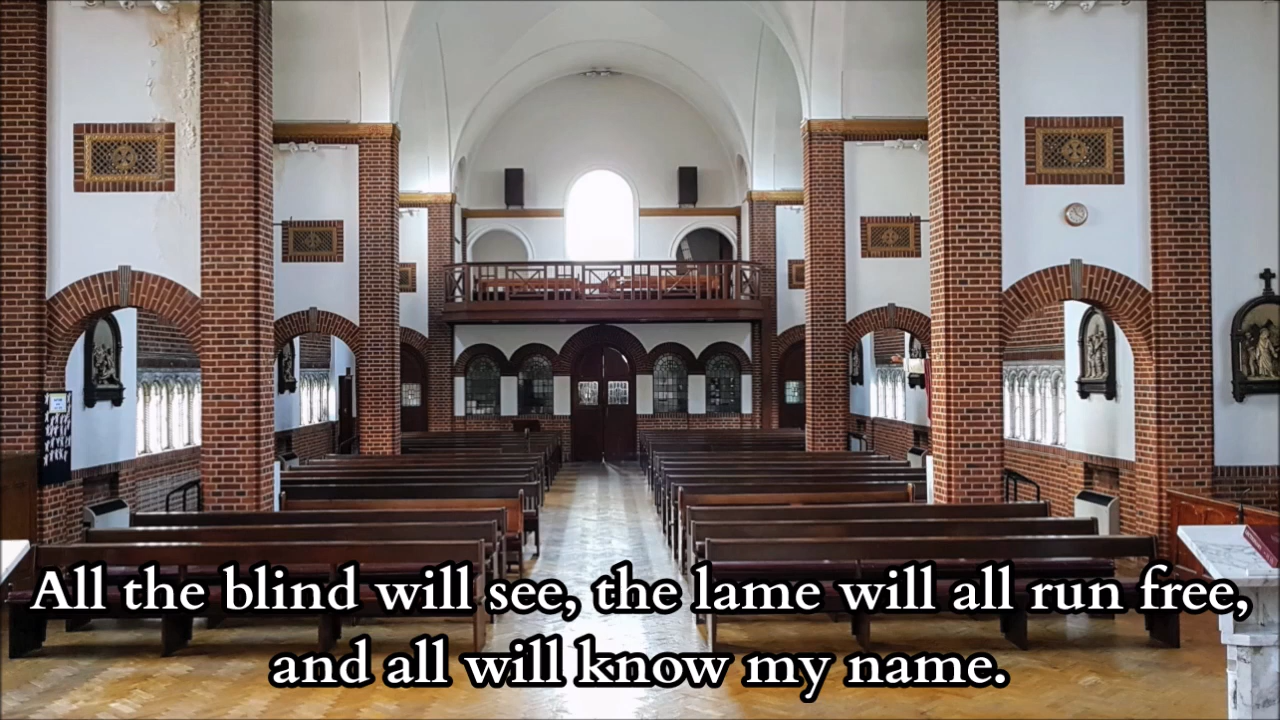 All the blind will see, the lame will all run free,
and all will know my name.